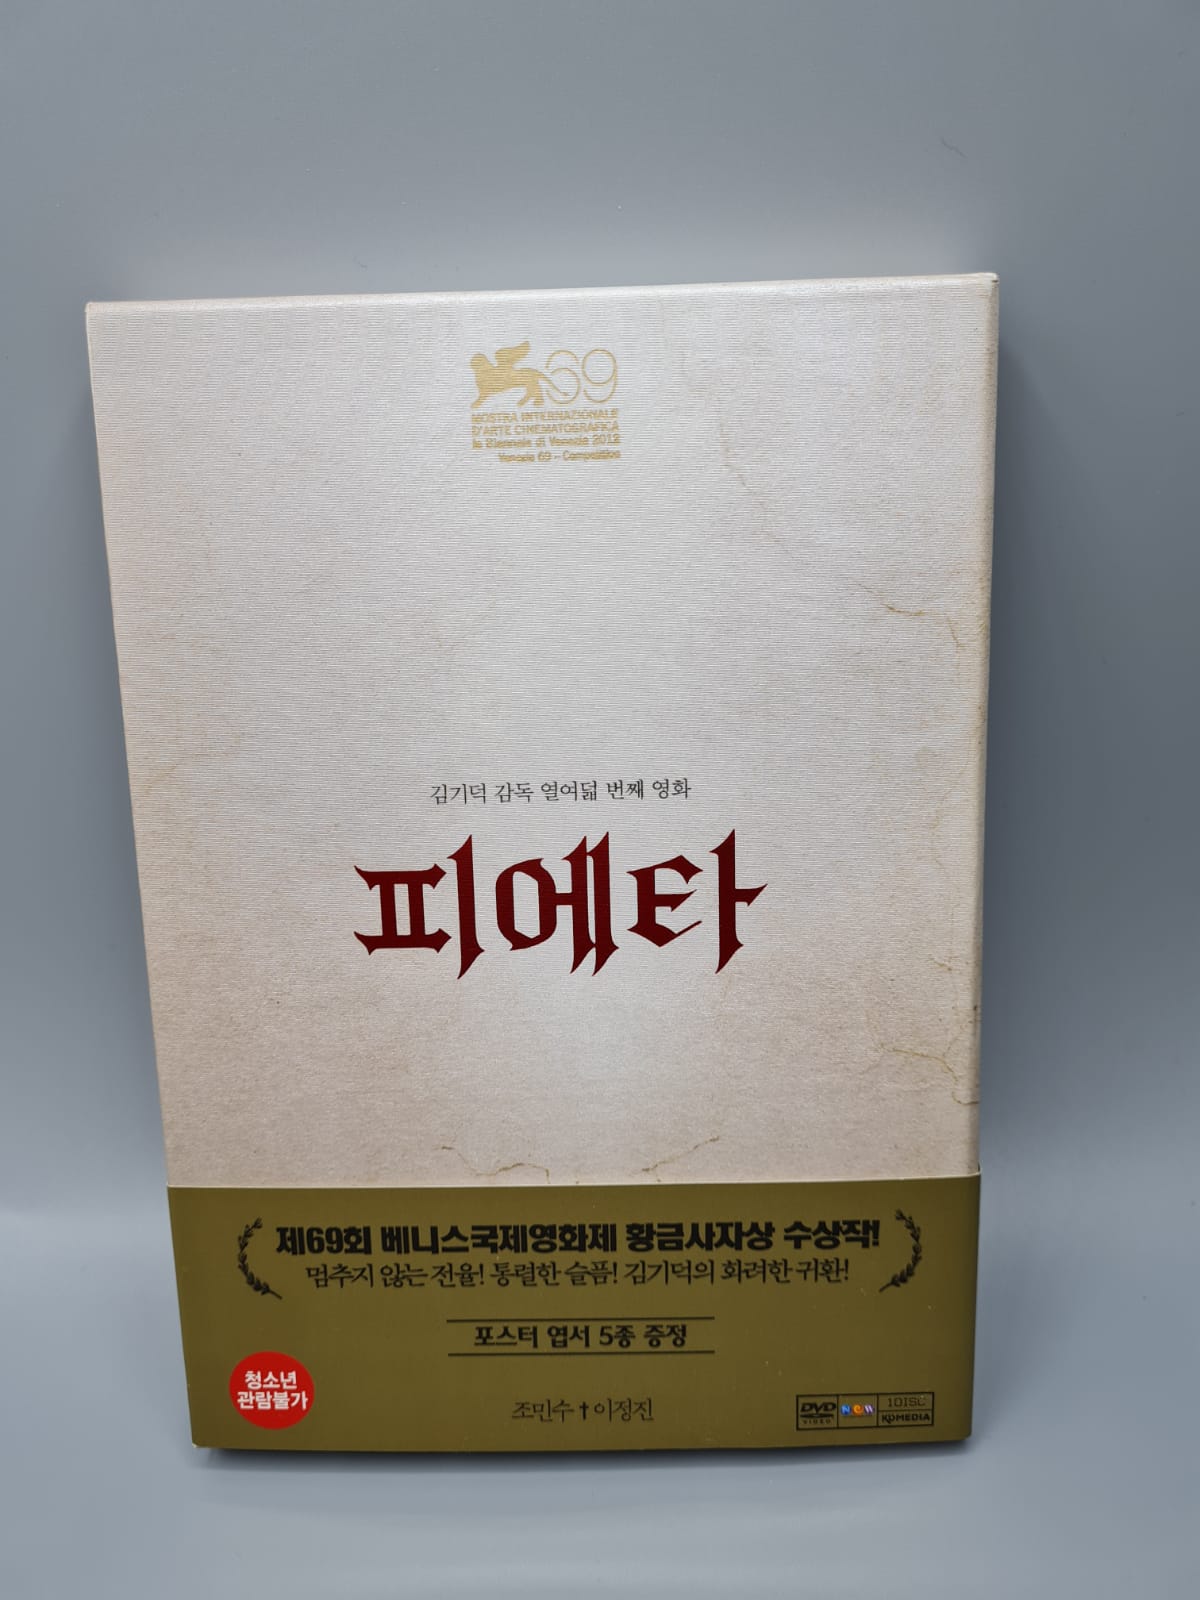 69
MOSTRA INTERNAZIONALE
D'ARTE CINEMATOGRAFICA
la Biennale di Venezia 2012
Venezia 69 - Competition
김기덕 감독 열여덟 번째 영화
피에타
제69회 베니스국제영화제 황금사자상 수상작!
멈추지 않는 전율! 통렬한 슬픔! 김기덕의 화려한 귀환!
포스터 엽서 5종 증정
청소년
관람불가
조민수 † 이정진
DVD
VIDEO
NEW
1DISC
KDMEDIA